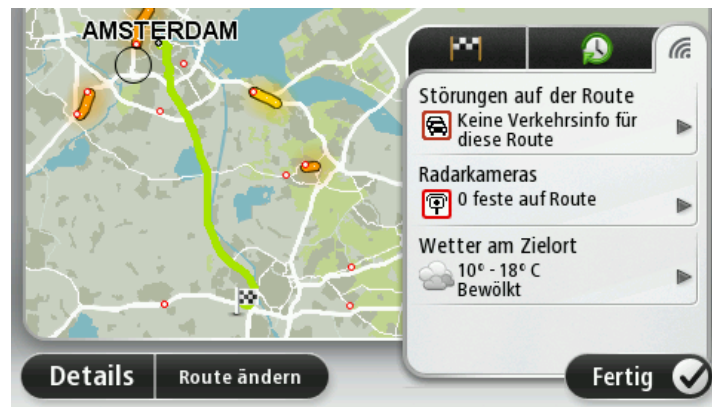 AMSTERDAM
Störungen auf der Route
Keine Verkehrsinfo für
diese Route
Radarkameras
0 feste auf Route
Wetter am Zielort
10° - 18° C
Bewölkt
Details
Route ändern
Fertig